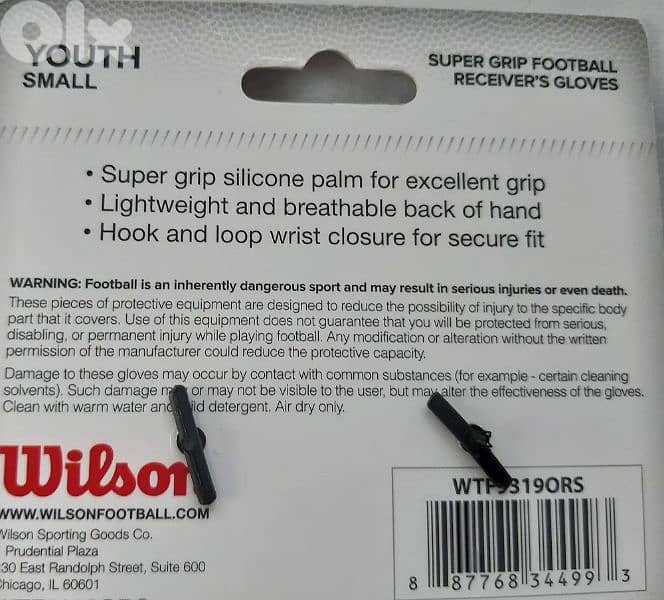 OLX
YOUTH
SMALL
SUPER GRIP FOOTBALL
RECEIVER'S GLOVES
• Super grip silicone palm for excellent grip
• Lightweight and breathable back of hand
• Hook and loop wrist closure for secure fit
WARNING: Football is an inherently dangerous sport and may result in serious injuries or even death.
These pieces of protective equipment are designed to reduce the possibility of injury to the specific body
part that it covers. Use of this equipment does not guarantee that you will be protected from serious,
disabling, or permanent injury while playing football. Any modification or alteration without the written
permission of the manufacturer could reduce the protective capacity.
Damage to these gloves may occur by contact with common substances (for example - certain cleaning
solvents). Such damage or may not be visible to the user, but may alter the effectiveness of the gloves.
Clean with warm water and detergent. Air dry only.
Wilson
WWW.WILSONFOOTBALL.COM
Wilson Sporting Goods Co.
Prudential Plaza
30 East Randolph Street, Suite 600
Chicago, IL 60601
WTF9319ORS
8 87768 34499 3